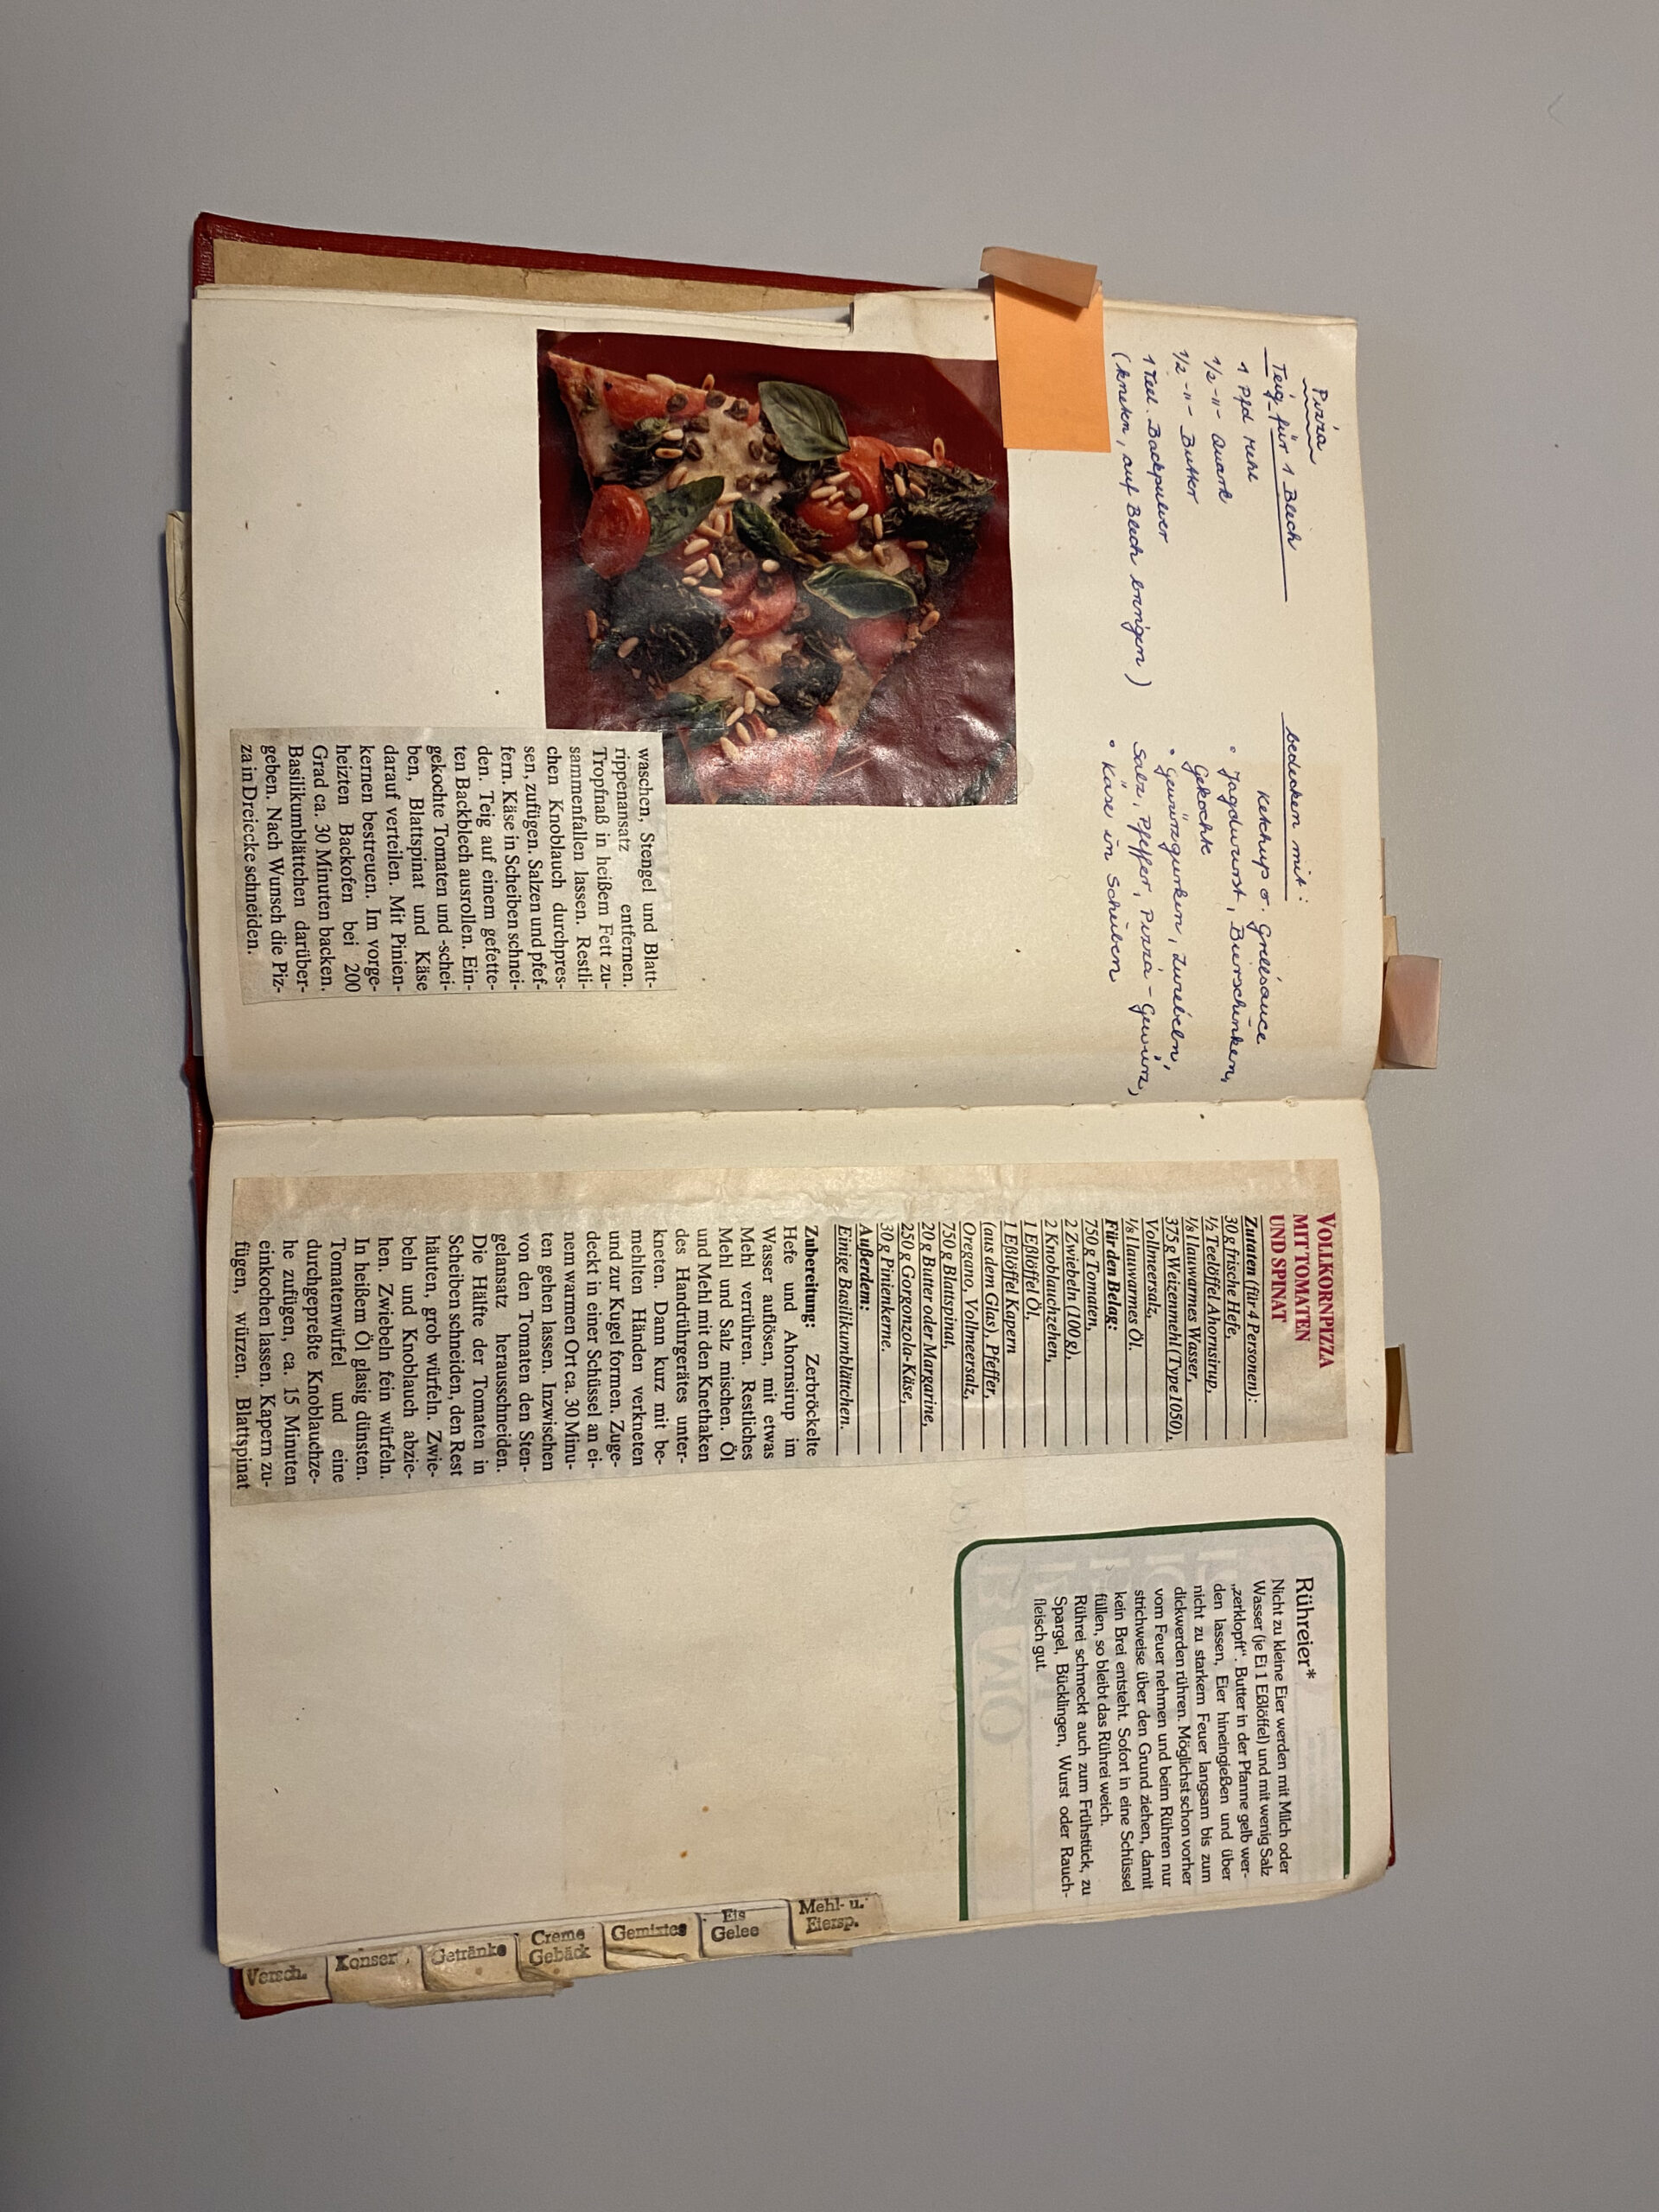 Pizza
Teig für 1 Blech
1 Pfd Mehl
1/2 -"- Quark
1/2 -"- Butter
1 Teel. Backpulver
(kneten, auf Blech bringen)
bedecken mit:
Ketchup o. Grillsauce
• Jagdwurst, Bierschinken,
Gekochte
• Gewürzgurken, Zwiebeln,
Salz, Pfeffer, Pizza-Gewürz,
• Käse in Scheiben
waschen, Stengel und Blatt-
rippenansatz entfernen.
Tropfnaß in heißem Fett zu-
sammenfallen lassen. Restli-
chen Knoblauch durchpres-
sen, zufügen. Salzen und pfef-
fern. Käse in Scheiben schnei-
den. Teig auf einem gefette-
ten Backblech ausrollen. Ein-
gekochte Tomaten und -schei-
ben, Blattspinat und Käse
darauf verteilen. Mit Pinien-
kernen bestreuen. Im vorge-
heizten Backofen bei 200
Grad ca. 30 Minuten backen.
Basilikumblättchen darüber-
geben. Nach Wunsch die Piz-
za in Dreiecke schneiden.
VOLLKORNPIZZA
MIT TOMATEN
UND SPINAT
Zutaten (für 4 Personen):
30 g frische Hefe,
1/2 Teelöffel Ahornsirup,
1/8 l lauwarmes Wasser,
375 g Weizenmehl (Type 1050),
Vollmeersalz,
1/8 l lauwarmes Öl.
Für den Belag:
750 g Tomaten,
2 Zwiebeln (100 g),
2 Knoblauchzehen,
1 Eßlöffel Öl,
1 Eßlöffel Kapern
(aus dem Glas), Pfeffer,
Oregano, Vollmeersalz,
750 g Blattspinat,
20 g Butter oder Margarine,
250 g Gorgonzola-Käse,
30 g Pinienkerne.
Außerdem:
Einige Basilikumblättchen.
Zubereitung: Zerbröckelte
Hefe und Ahornsirup im
Wasser auflösen, mit etwas
Mehl verrühren. Restliches
Mehl und Salz mischen. Öl
und Mehl mit den Knethaken
des Handrührgerätes unter-
kneten. Dann kurz mit be-
mehlten Händen verkneten
und zur Kugel formen. Zuge-
deckt in einer Schüssel an ei-
nem warmen Ort ca. 30 Minu-
ten gehen lassen. Inzwischen
von den Tomaten den Sten-
gelansatz herausschneiden.
Die Hälfte der Tomaten in
Scheiben schneiden, den Rest
häuten, grob würfeln. Zwie-
beln und Knoblauch abzie-
hen. Zwiebeln fein würfeln.
In heißem Öl glasig dünsten.
Tomatenwürfel und eine
durchgepreßte Knoblauchze-
he zufügen, ca. 15 Minuten
einkochen lassen. Kapern zu-
fügen, würzen. Blattspinat
Rühreier*
Nicht zu kleine Eier werden mit Milch oder
Wasser (je Ei 1 Eßlöffel) und mit wenig Salz
„zerklopft“. Butter in der Pfanne gelb wer-
den lassen, Eier hineingießen und über
nicht zu starkem Feuer langsam bis zum
dickwerden rühren. Möglichst schon vorher
vom Feuer nehmen und beim Rühren nur
strichweise über den Grund ziehen, damit
kein Brei entsteht. Sofort in eine Schüssel
füllen, so bleibt das Rührei weich.
Rührei schmeckt auch zum Frühstück, zu
Spargel, Bücklingen, Wurst oder Rauch-
fleisch gut.
Mehl- u.
Eiersp.
Eis
Gelee
Gemixtes
Creme
Gebäck
Getränke
Konser
Versch.